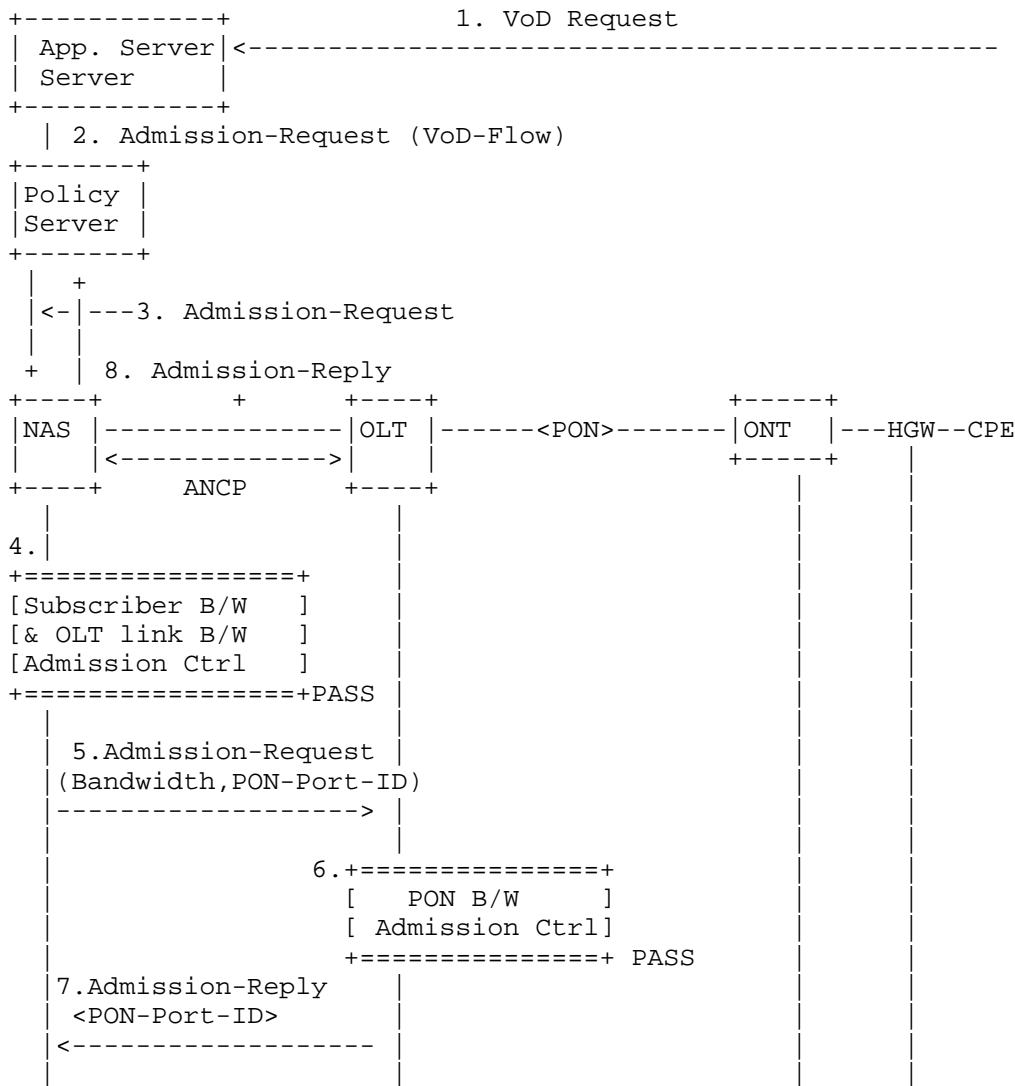 +------------+             1. VoD Request
| App. Server|<-----------------------------------------------
| Server     |
+------------+
  | 2. Admission-Request (VoD-Flow)
+-------+
|Policy |
|Server |
+-------+
 |  +
 |<-|---3. Admission-Request
 |  |
 +  | 8. Admission-Reply
+----+        +      +----+                  +-----+
|NAS |---------------|OLT |------<PON>-------|ONT  |---HGW--CPE
|    |<------------->|    |                  +-----+    |
+----+     ANCP      +----+                      |      |
  |                     |                        |      |
4.|                     |                        |      |
+=================+     |                        |      |
[Subscriber B/W   ]     |                        |      |
[& OLT link B/W   ]     |                        |      |
[Admission Ctrl   ]     |                        |      |
+=================+PASS |                        |      |
  |                     |                        |      |
  | 5.Admission-Request |                        |      |
  |(Bandwidth,PON-Port-ID)                       |      |
  |-------------------> |                        |      |
  |                     |                        |      |
  |                6.+===============+           |      |
  |                  [   PON B/W     ]           |      |
  |                  [ Admission Ctrl]           |      |
  |                  +===============+ PASS      |      |
  |7.Admission-Reply    |                        |      |
  | <PON-Port-ID>       |                        |      |
  |<------------------- |                        |      |
  |                     |                        |      |